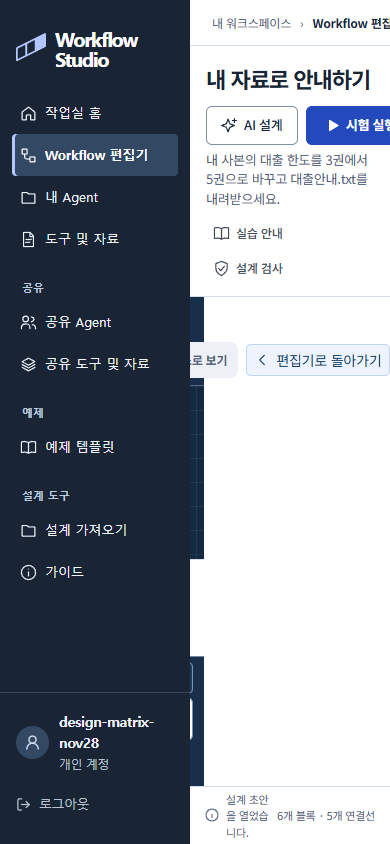 Workflow
Studio
작업실 홈
Workflow 편집기
내 Agent
도구 및 자료
공유
공유 Agent
공유 도구 및 자료
예제
예제 템플릿
설계 도구
설계 가져오기
가이드
design-matrix-
nov28
개인 계정
로그아웃
내 워크스페이스 › Workflow 편집
내 자료로 안내하기
AI 설계
시험 실행
내 사본의 대출 한도를 3권에서
5권으로 바꾸고 대출안내.txt를
내려받으세요.
실습 안내
설계 검사
로 보기
편집기로 돌아가기
설계 초안
을 열었습
니다.
6개 블록 · 5개 연결선